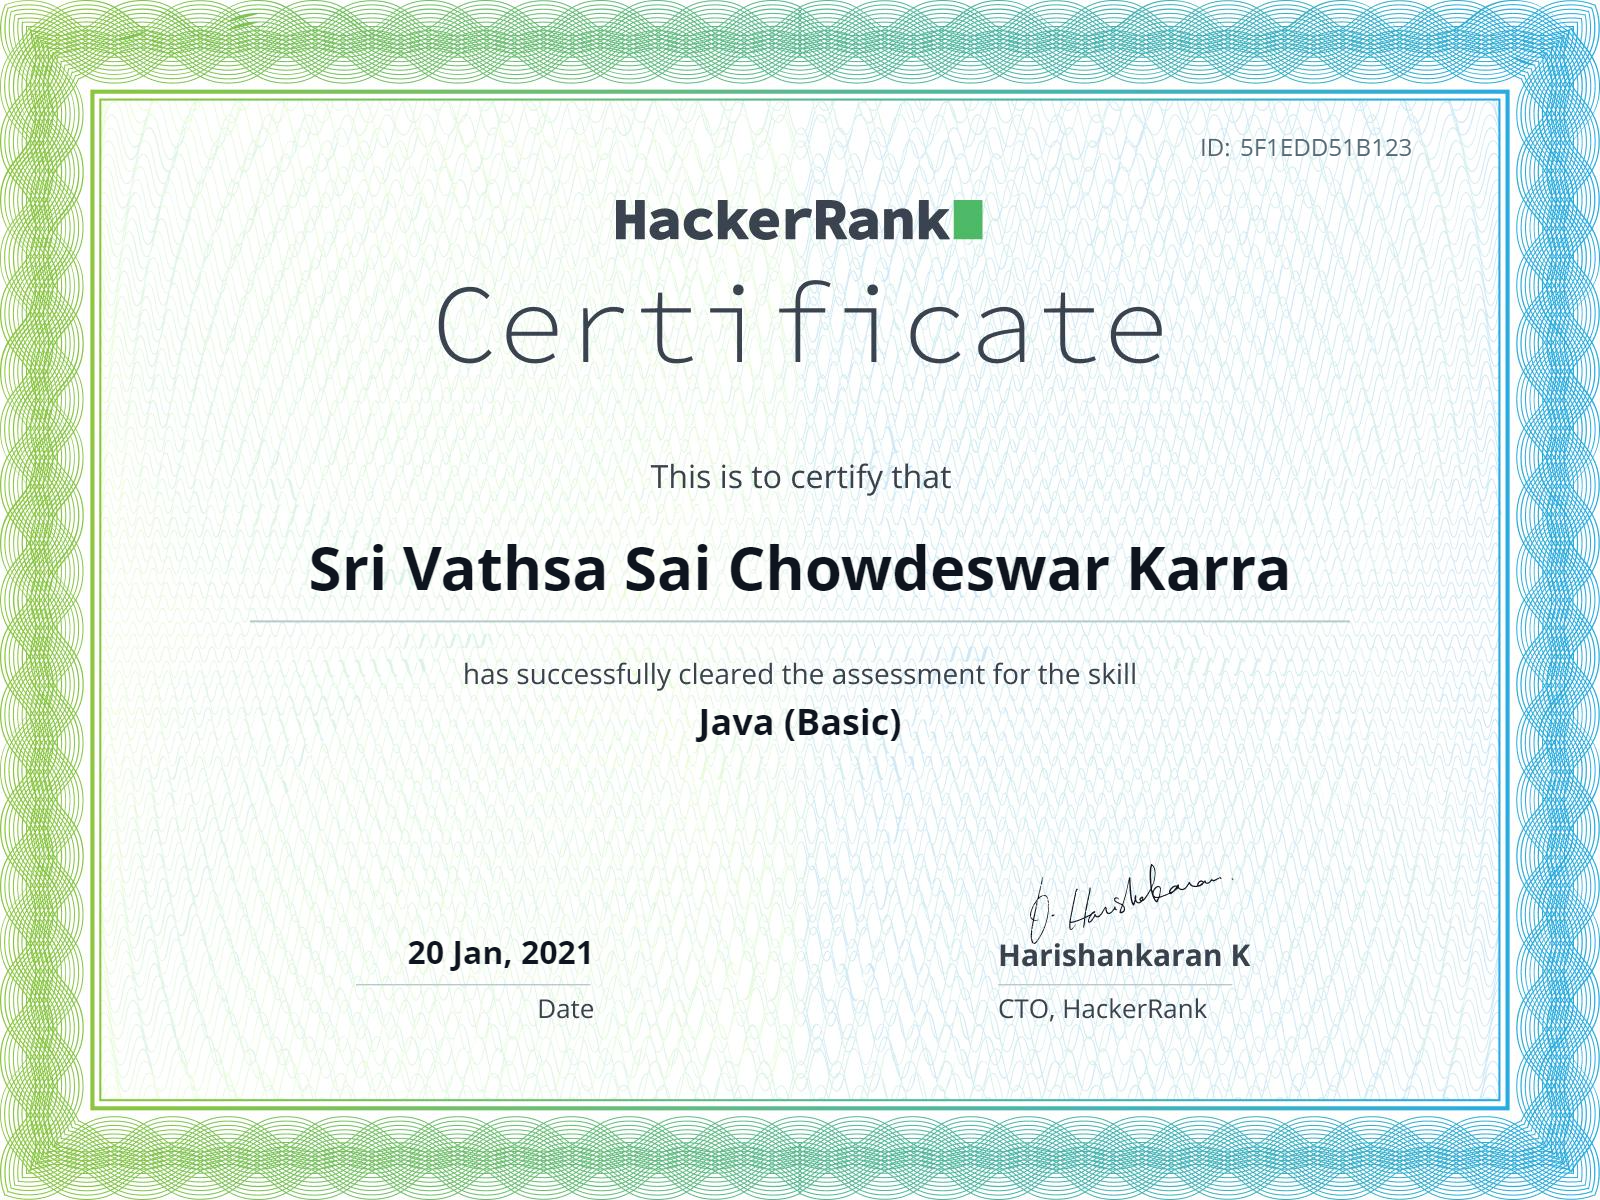 ID: 5F1EDD51B123
HackerRank
Certificate
This is to certify that
Sri Vathsa Sai Chowdeswar Karra
has successfully cleared the assessment for the skill
Java (Basic)
20 Jan, 2021
Date
D. Harishankaran
Harishankaran K
CTO, HackerRank